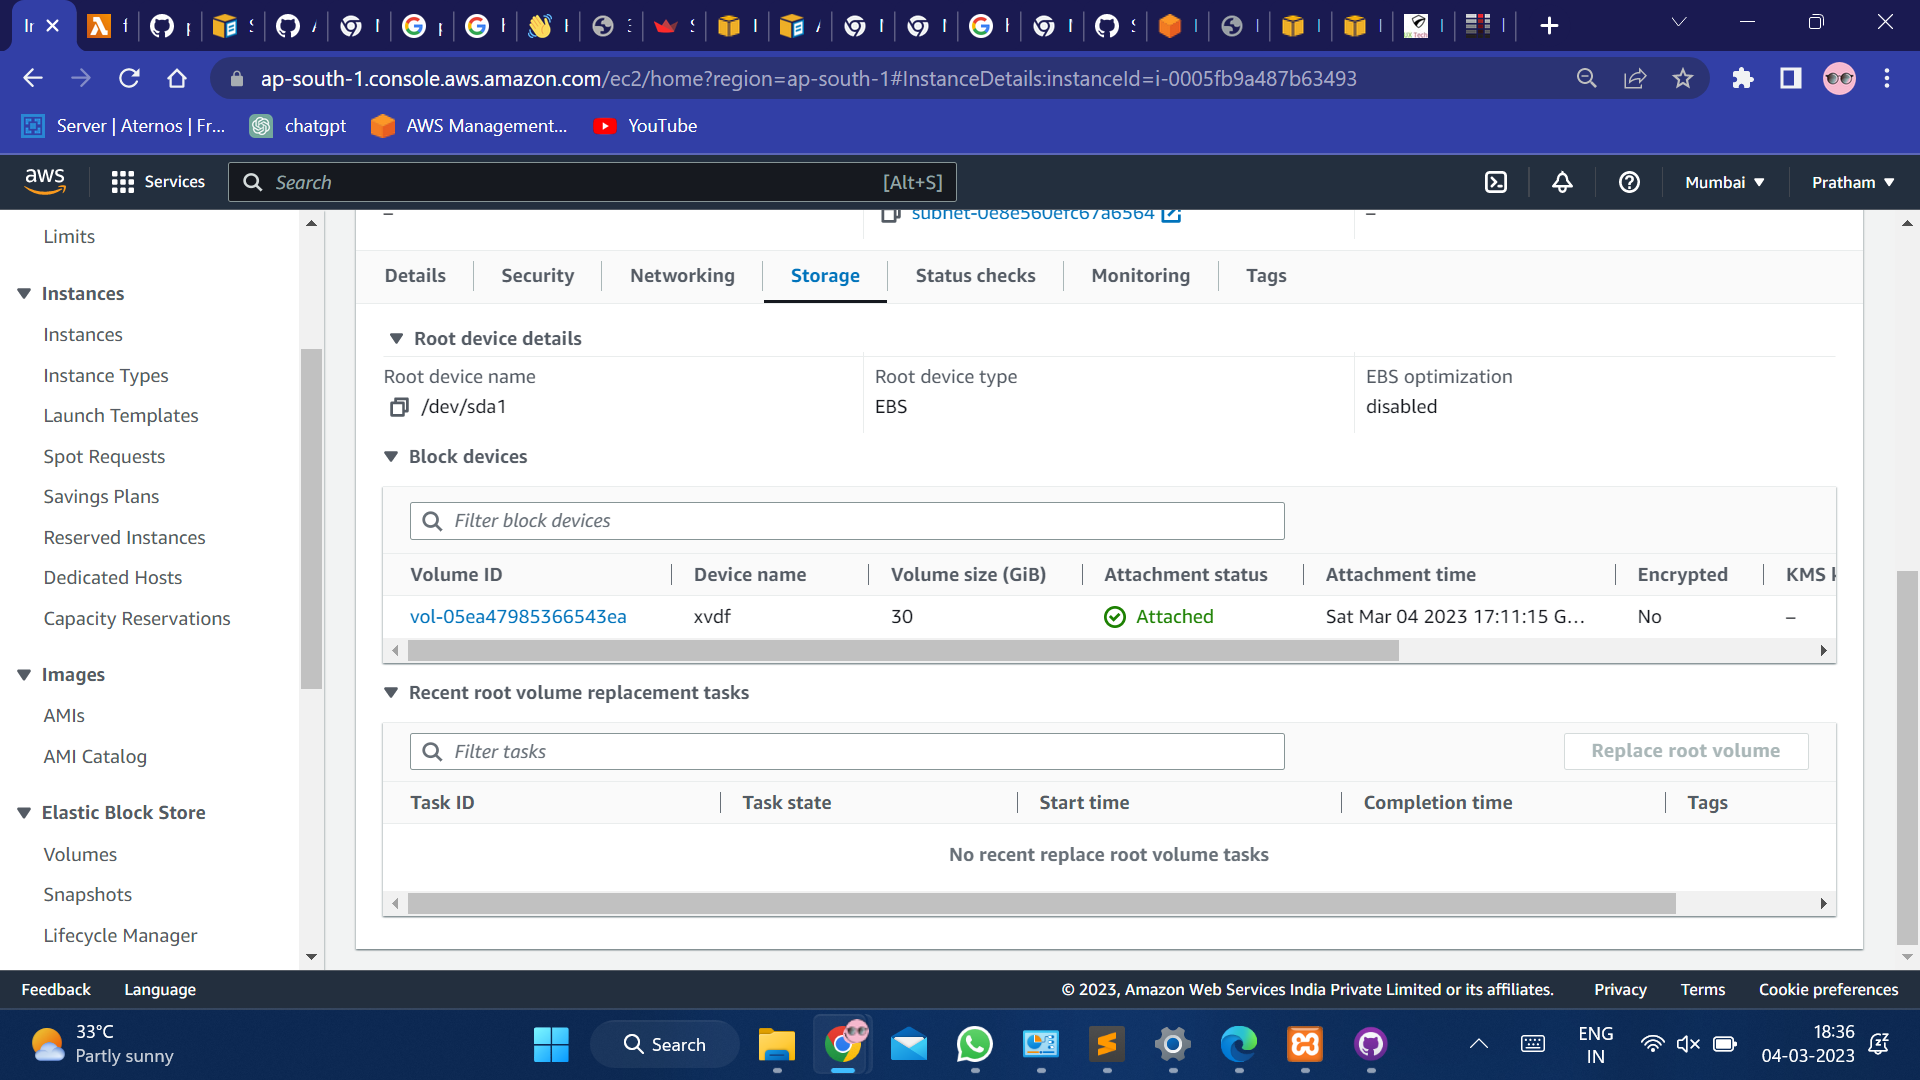 ap-south-1.console.aws.amazon.com/ec2/home?region=ap-south-1#InstanceDetails:instanceId=i-0005fb9a487b63493
Server | Aternos | Fr...
chatgpt
AWS Management...
YouTube
aws
Services
Search
[Alt+S]
Mumbai
Pratham
Limits
Instances
Instances
Instance Types
Launch Templates
Spot Requests
Savings Plans
Reserved Instances
Dedicated Hosts
Capacity Reservations
Images
AMIs
AMI Catalog
Elastic Block Store
Volumes
Snapshots
Lifecycle Manager
–
subnet-0e8e560efc67a6564
–
Details
Security
Networking
Storage
Status checks
Monitoring
Tags
Root device details
Root device name
/dev/sda1
Root device type
EBS
EBS optimization
disabled
Block devices
Filter block devices
Volume ID
Device name
Volume size (GiB)
Attachment status
Attachment time
Encrypted
KMS
vol-05ea47985366543ea
xvdf
30
Attached
Sat Mar 04 2023 17:11:15 G...
No
–
Recent root volume replacement tasks
Filter tasks
Replace root volume
Task ID
Task state
Start time
Completion time
Tags
No recent replace root volume tasks
Feedback
Language
© 2023, Amazon Web Services India Private Limited or its affiliates.
Privacy
Terms
Cookie preferences
33°C
Partly sunny
Search
ENG
IN
18:36
04-03-2023